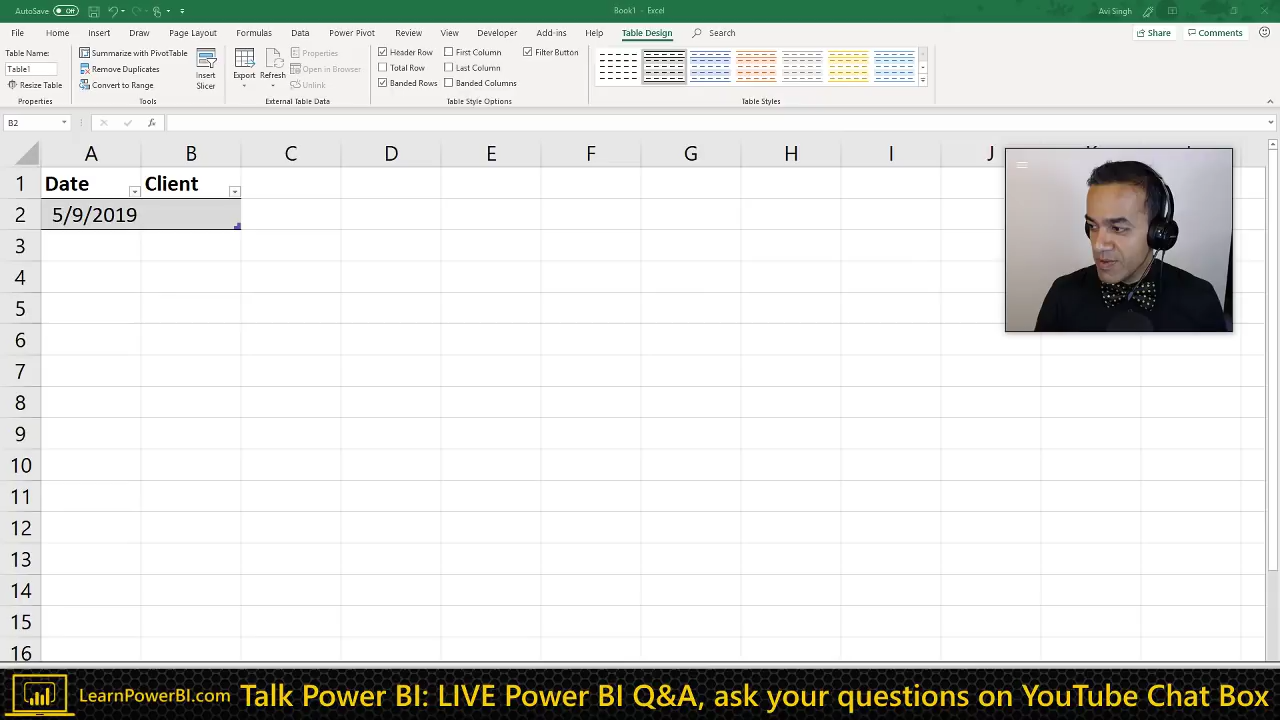 AutoSave Off
Book1 - Excel
Avi Singh
File Home Insert Draw Page Layout Formulas Data Power Pivot Review View Developer Add-ins Help Table Design Search
Share Comments
Table Name:
Table1
Resize Table
Properties
Summarize with PivotTable
Remove Duplicates
Convert to Range
Insert
Slicer
Tools
Export
Refresh
Properties
Open in Browser
Unlink
External Table Data
Header Row First Column Filter Button
Total Row Last Column
Banded Rows Banded Columns
Table Style Options
Table Styles
B2
fx
A B C D E F G H I J
1 Date Client
2 5/9/2019
3
4
5
6
7
8
9
10
11
12
13
14
15
16
LearnPowerBI.com Talk Power BI: LIVE Power BI Q&A, ask your questions on YouTube Chat Box